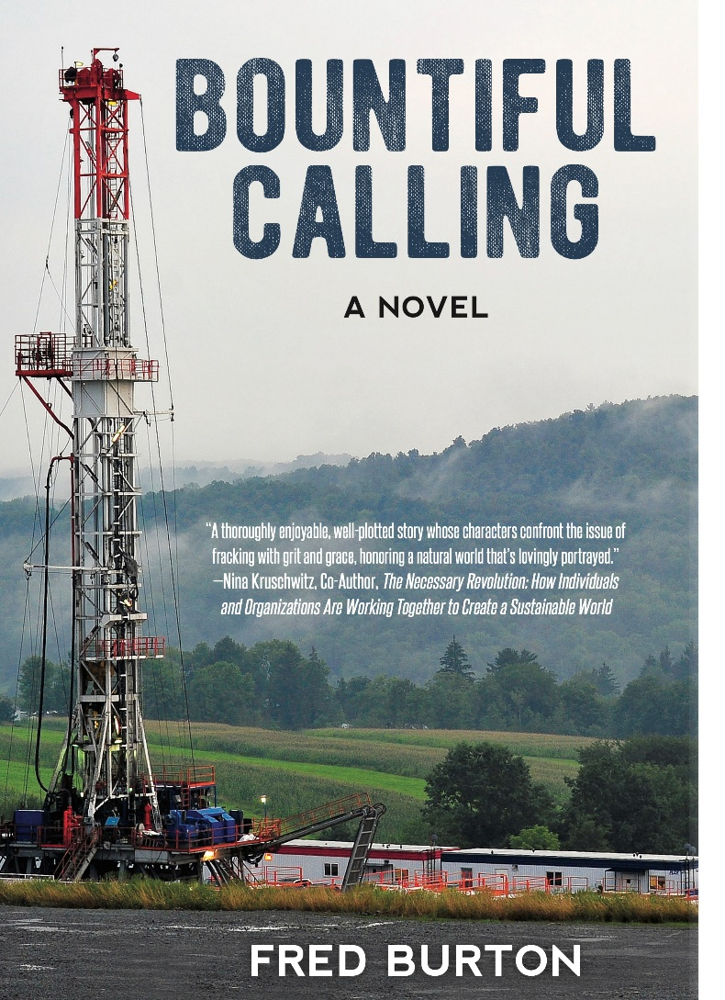 BOUNTIFUL
CALLING
A NOVEL
“A thoroughly enjoyable, well-plotted story whose characters confront the issue of
fracking with grit and grace, honoring a natural world that’s lovingly portrayed.”
—Nina Kruschwitz, Co-Author, The Necessary Revolution: How Individuals
and Organizations Are Working Together to Create a Sustainable World
FRED BURTON